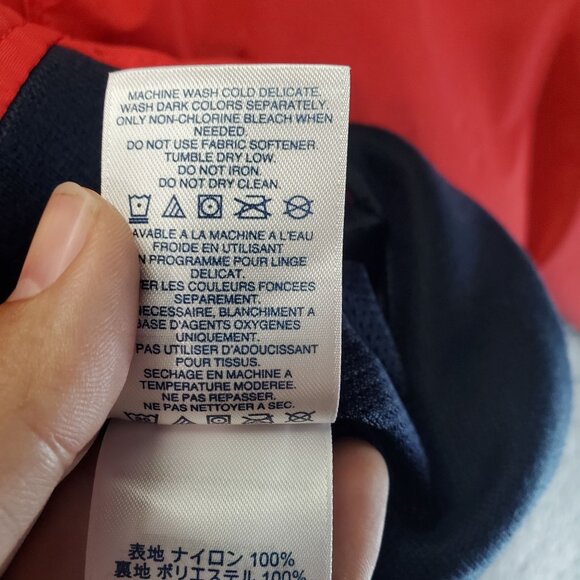 MACHINE WASH COLD DELICATE.
WASH DARK COLORS SEPARATELY.
ONLY NON-CHLORINE BLEACH WHEN
NEEDED.
DO NOT USE FABRIC SOFTENER.
TUMBLE DRY LOW.
DO NOT IRON.
DO NOT DRY CLEAN.
AVABLE A LA MACHINE A L'EAU
FROIDE EN UTILISANT
N PROGRAMME POUR LINGE
DELICAT.
ER LES COULEURS FONCEES
SEPAREMENT.
NECESSAIRE, BLANCHIMENT A
BASE D'AGENTS OXYGENES
UNIQUEMENT.
PAS UTILISER D'ADOUCISSANT
POUR TISSUS.
SECHAGE EN MACHINE A
TEMPERATURE MODEREE.
NE PAS REPASSER.
NE PAS NETTOYER A SEC.
表地 ナイロン 100%
裏地 ポリエステル 100%